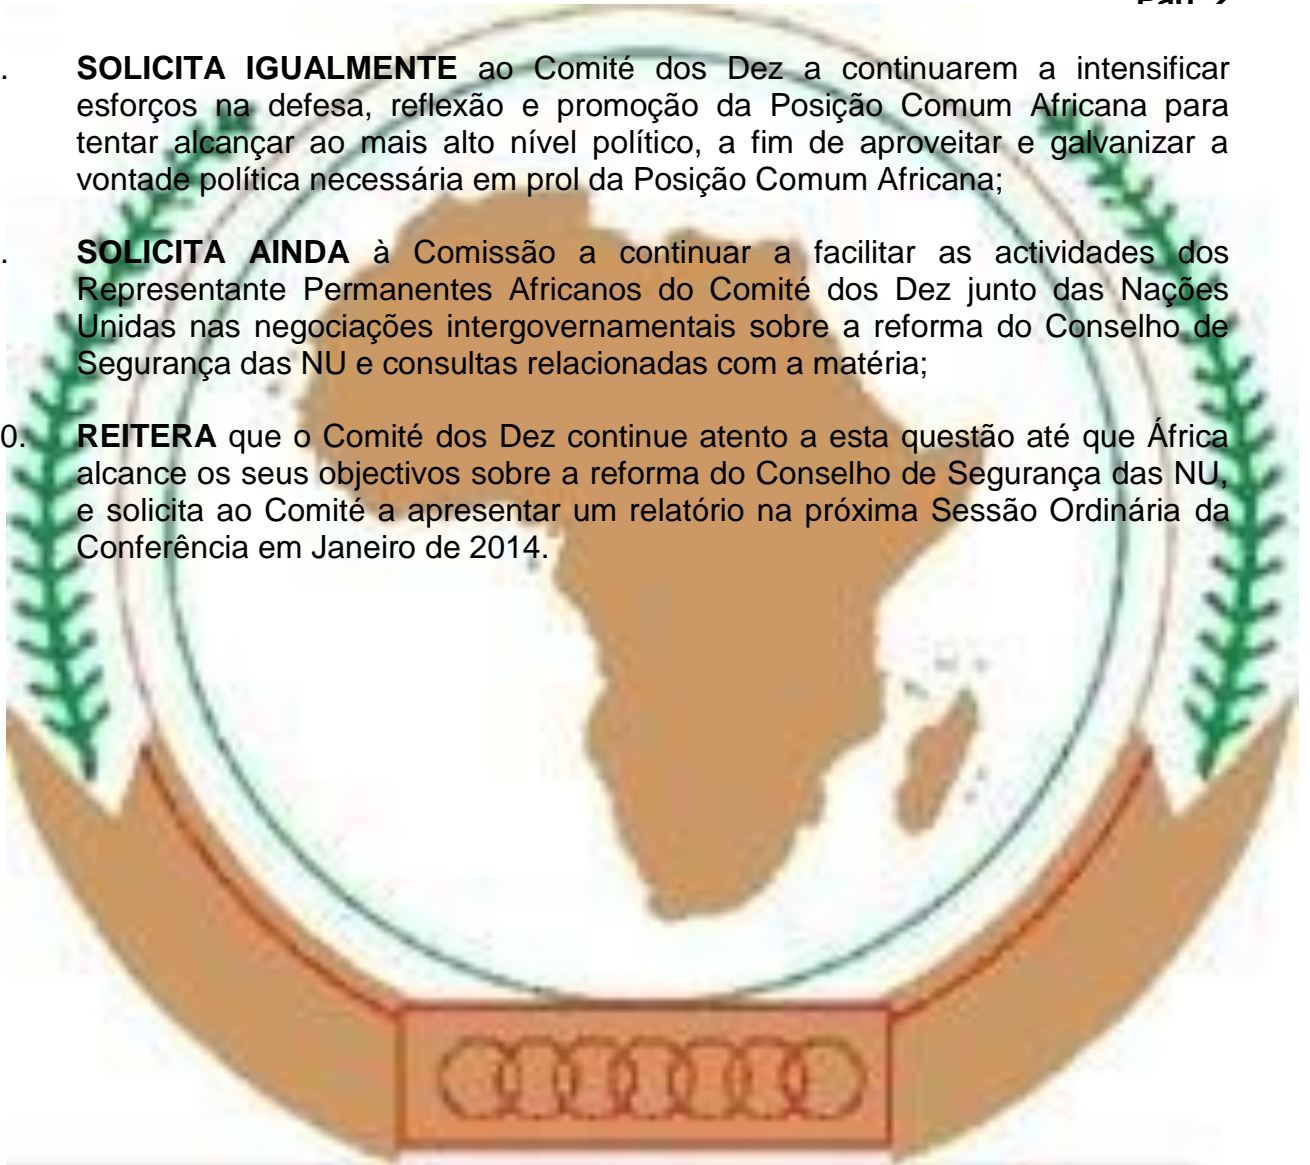 . SOLICITA IGUALMENTE ao Comité dos Dez a continuarem a intensificar
esforços na defesa, reflexão e promoção da Posição Comum Africana para
tentar alcançar ao mais alto nível político, a fim de aproveitar e galvanizar a
vontade política necessária em prol da Posição Comum Africana;
. SOLICITA AINDA à Comissão a continuar a facilitar as actividades dos
Representante Permanentes Africanos do Comité dos Dez junto das Nações
Unidas nas negociações intergovernamentais sobre a reforma do Conselho de
Segurança das NU e consultas relacionadas com a matéria;
0. REITERA que o Comité dos Dez continue atento a esta questão até que África
alcance os seus objectivos sobre a reforma do Conselho de Segurança das NU,
e solicita ao Comité a apresentar um relatório na próxima Sessão Ordinária da
Conferência em Janeiro de 2014.